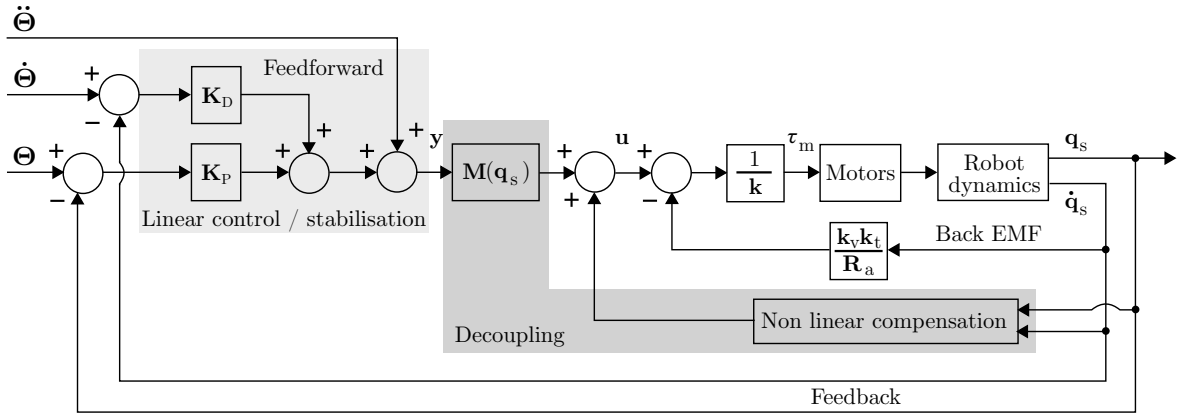 Θ̈
Feedforward
Θ̇
+
−
K_D
+
+
Θ
+
−
K_P
+
+
y
M(q_s)
+
+
u
+
−
1
k
τ_m
Motors
Robot
dynamics
q_s
q̇_s
Linear control / stabilisation
k_v k_t
R_a
Back EMF
Non linear compensation
Decoupling
Feedback